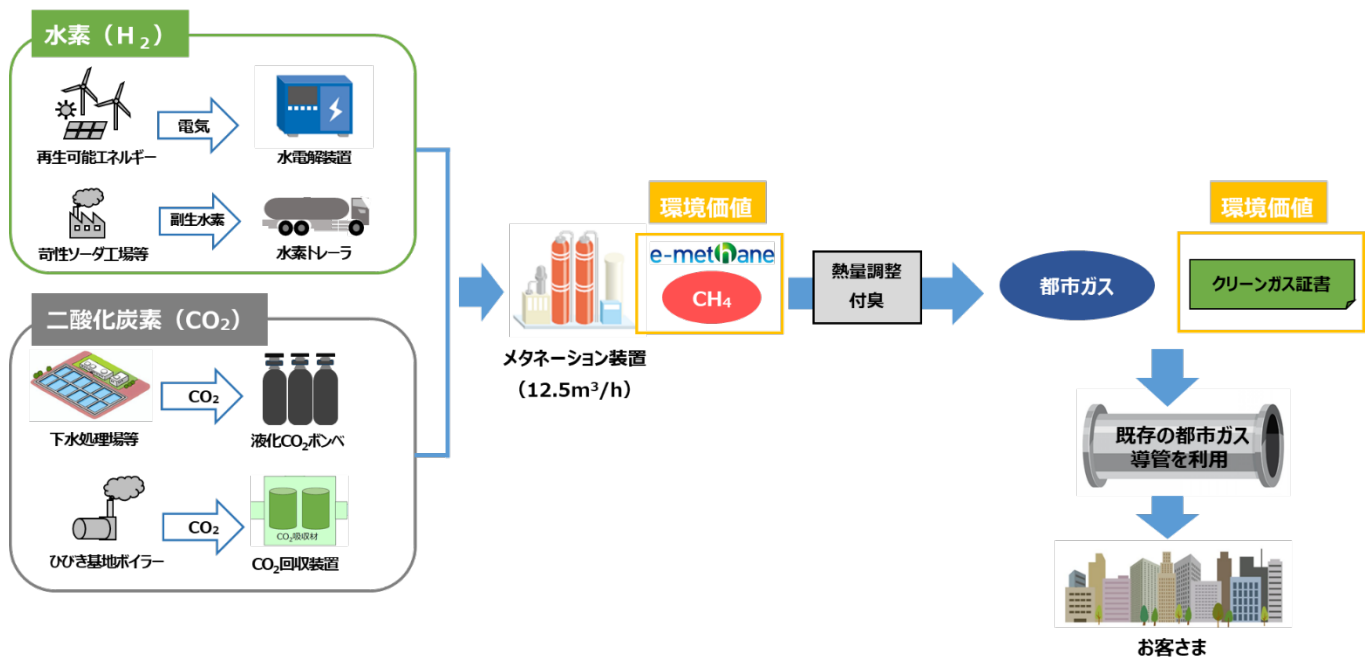 水素（H₂）
再生可能エネルギー
電気
水電解装置
苛性ソーダ工場等
副生水素
水素トレーラ
二酸化炭素（CO₂）
下水処理場等
CO₂
液化CO₂ボンベ
ひびき基地ボイラー
CO₂
CO₂吸収材
CO₂回収装置
メタネーション装置
（12.5m³/h）
環境価値
e-methane
CH₄
熱量調整
付臭
都市ガス
環境価値
クリーンガス証書
既存の都市ガス
導管を利用
お客さま